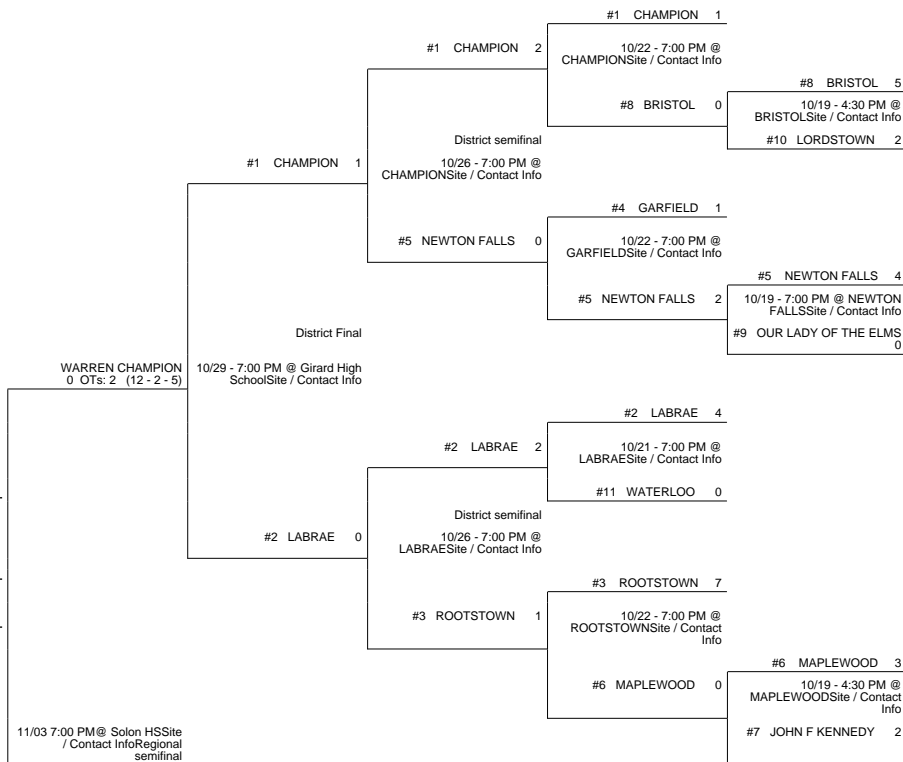 #1 CHAMPION 1
#1 CHAMPION 2
10/22 - 7:00 PM @
CHAMPIONSite / Contact Info
#8 BRISTOL 5
#8 BRISTOL 0
10/19 - 4:30 PM @
BRISTOLSite / Contact Info
#10 LORDSTOWN 2
District semifinal
#1 CHAMPION 1
10/26 - 7:00 PM @
CHAMPIONSite / Contact Info
#4 GARFIELD 1
#5 NEWTON FALLS 0
10/22 - 7:00 PM @
GARFIELDSite / Contact Info
#5 NEWTON FALLS 4
#5 NEWTON FALLS 2
10/19 - 7:00 PM @ NEWTON
FALLSSite / Contact Info
#9 OUR LADY OF THE ELMS
0
District Final
WARREN CHAMPION
0 OTs: 2 (12 - 2 - 5)
10/29 - 7:00 PM @ Girard High
SchoolSite / Contact Info
#2 LABRAE 4
#2 LABRAE 2
10/21 - 7:00 PM @
LABRAESite / Contact Info
#11 WATERLOO 0
District semifinal
#2 LABRAE 0
10/26 - 7:00 PM @
LABRAESite / Contact Info
#3 ROOTSTOWN 7
#3 ROOTSTOWN 1
10/22 - 7:00 PM @
ROOTSTOWNSite / Contact
Info
#6 MAPLEWOOD 3
#6 MAPLEWOOD 0
10/19 - 4:30 PM @
MAPLEWOODSite / Contact
Info
#7 JOHN F KENNEDY 2
11/03 7:00 PM@ Solon HSSite
/ Contact InfoRegional
semifinal